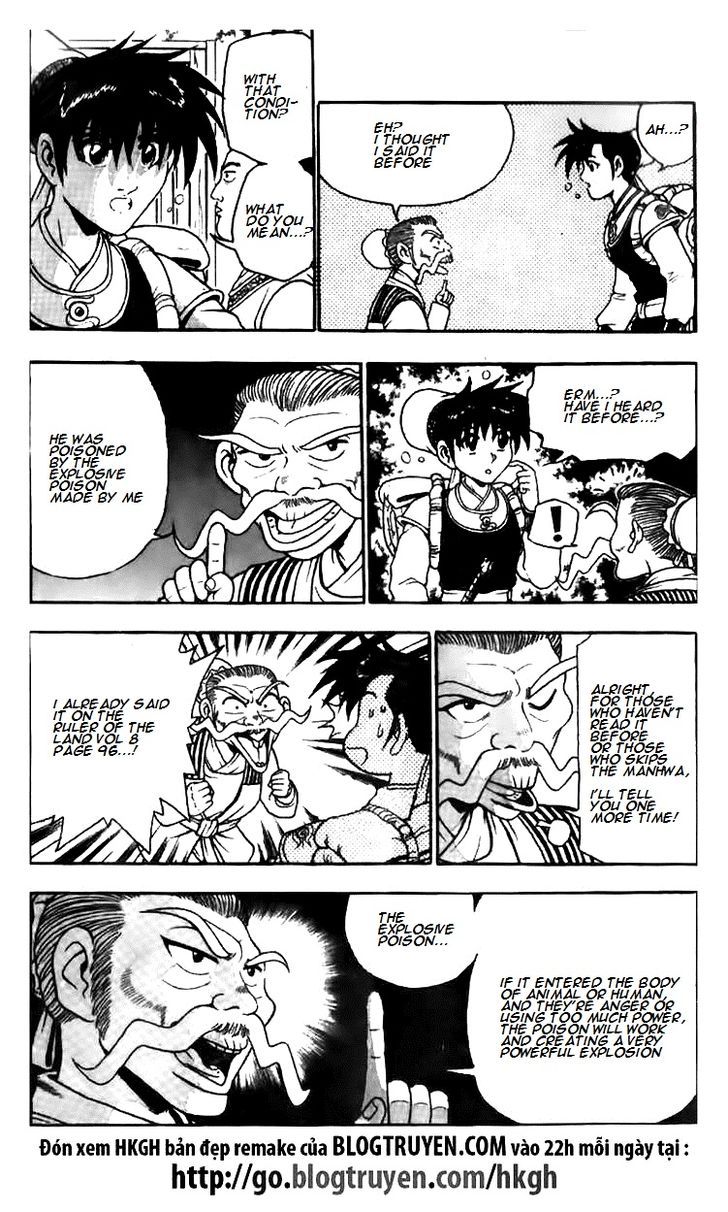 WITH
THAT
CONDI-
TION?
WHAT
DO YOU
MEAN...?
EH?
I THOUGHT
I SAID IT
BEFORE
AH...?
HE WAS
POISONED
BY THE
EXPLOSIVE
POISON
MADE BY ME
ERM...?
HAVE I HEARD
IT BEFORE...?
!
I ALREADY SAID
IT ON THE
RULER OF THE
LAND VOL 8
PAGE 96...!
ALRIGHT,
FOR THOSE
WHO HAVEN'T
READ IT
BEFORE
OR THOSE
WHO SKIPS
THE MANHWA,
I'LL TELL
YOU ONE
MORE TIME!
THE
EXPLOSIVE
POISON...
IF IT ENTERED THE BODY
OF ANIMAL OR HUMAN,
AND THEY'RE ANGER OR
USING TOO MUCH POWER,
THE POISON WILL WORK
AND CREATING A VERY
POWERFUL EXPLOSION
Đón xem HKGH bản đẹp remake của BLOGTRUYEN.COM vào 22h mỗi ngày tại :
http://go.blogtruyen.com/hkgh